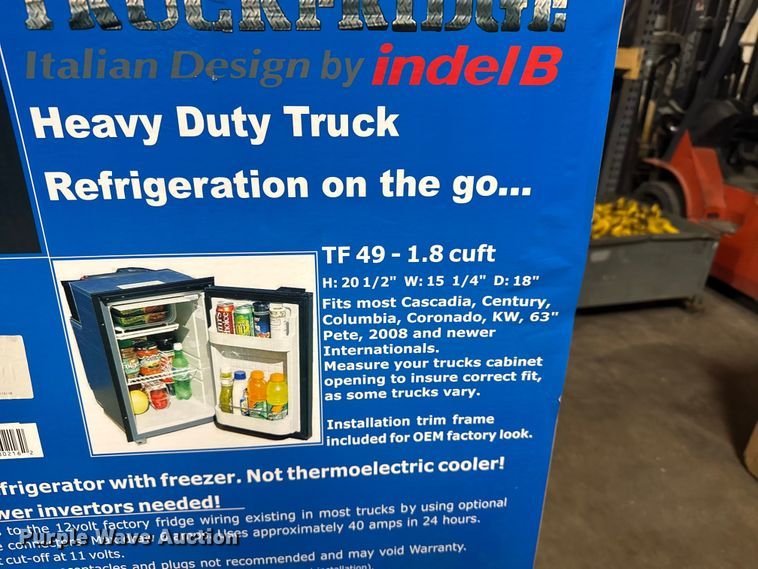 TRUCKFRIDGE
Italian Design by indel B
Heavy Duty Truck
Refrigeration on the go...
TF 49 - 1.8 cuft
H: 20 1/2" W: 15 1/4" D: 18"
Fits most Cascadia, Century,
Columbia, Coronado, KW, 63"
Pete, 2008 and newer
Internationals.
Measure your trucks cabinet
opening to insure correct fit,
as some trucks vary.
Installation trim frame
included for OEM factory look.
frigerator with freezer. Not thermoelectric cooler!
wer invertors needed!
to the 12volt factory fridge wiring existing in most trucks by using optional
Uses approximately 40 amps in 24 hours.
cut-off at 11 volts.
and plugs not recommended and may void Warranty.
Purple Wave Auction